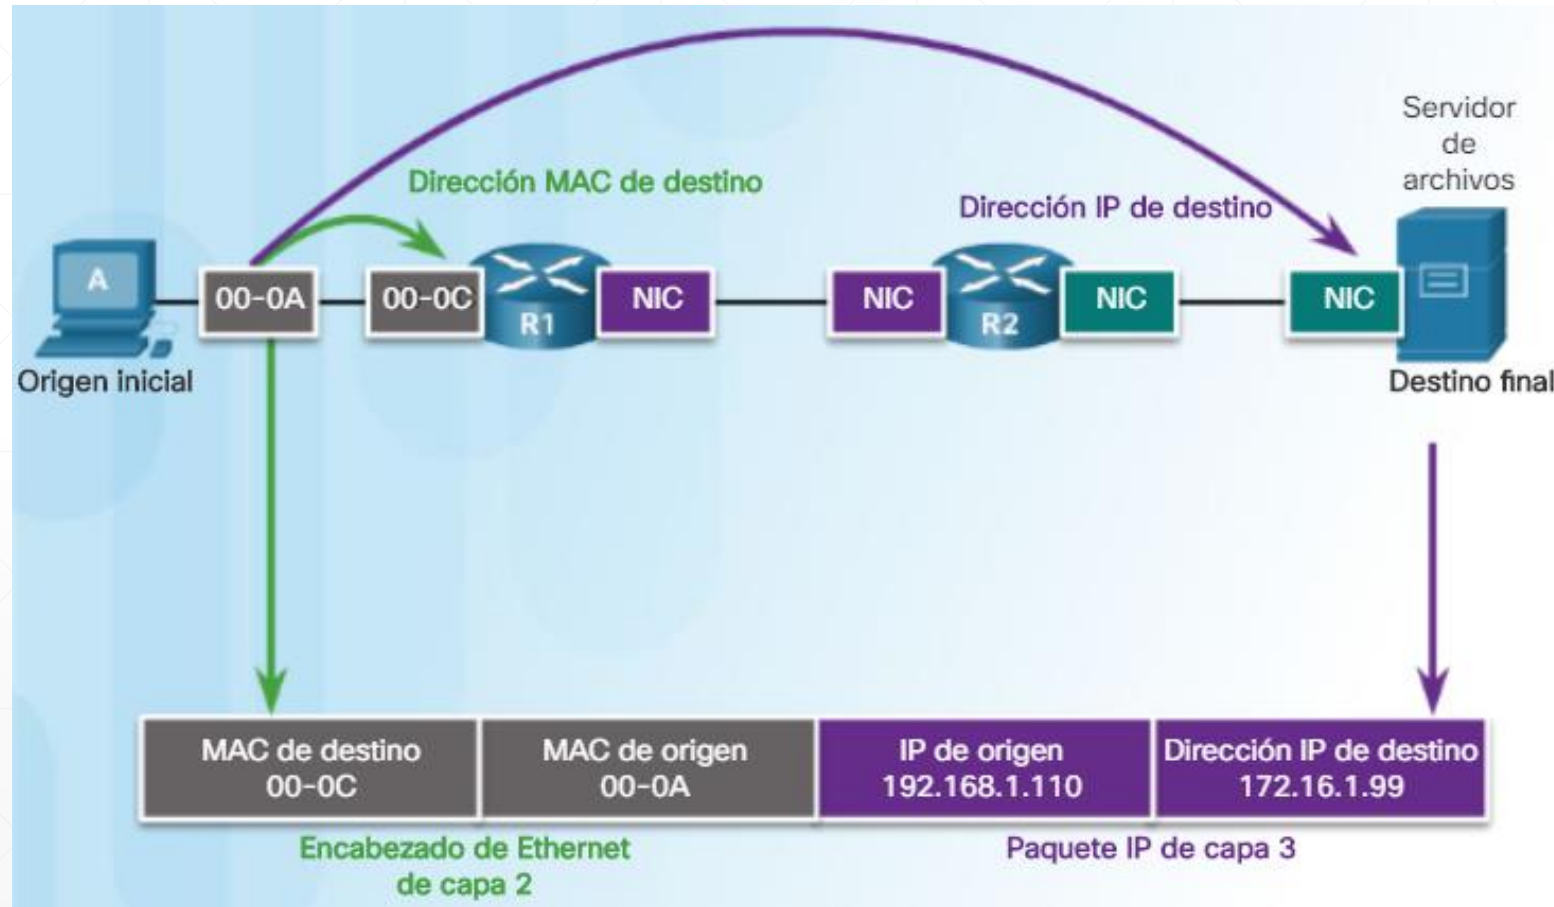 Servidor
de
archivos
Dirección MAC de destino
Dirección IP de destino
A
00-0A
00-0C
R1
NIC
NIC
R2
NIC
NIC
Origen inicial
Destino final
MAC de destino
00-0C
MAC de origen
00-0A
IP de origen
192.168.1.110
Dirección IP de destino
172.16.1.99
Encabezado de Ethernet
de capa 2
Paquete IP de capa 3